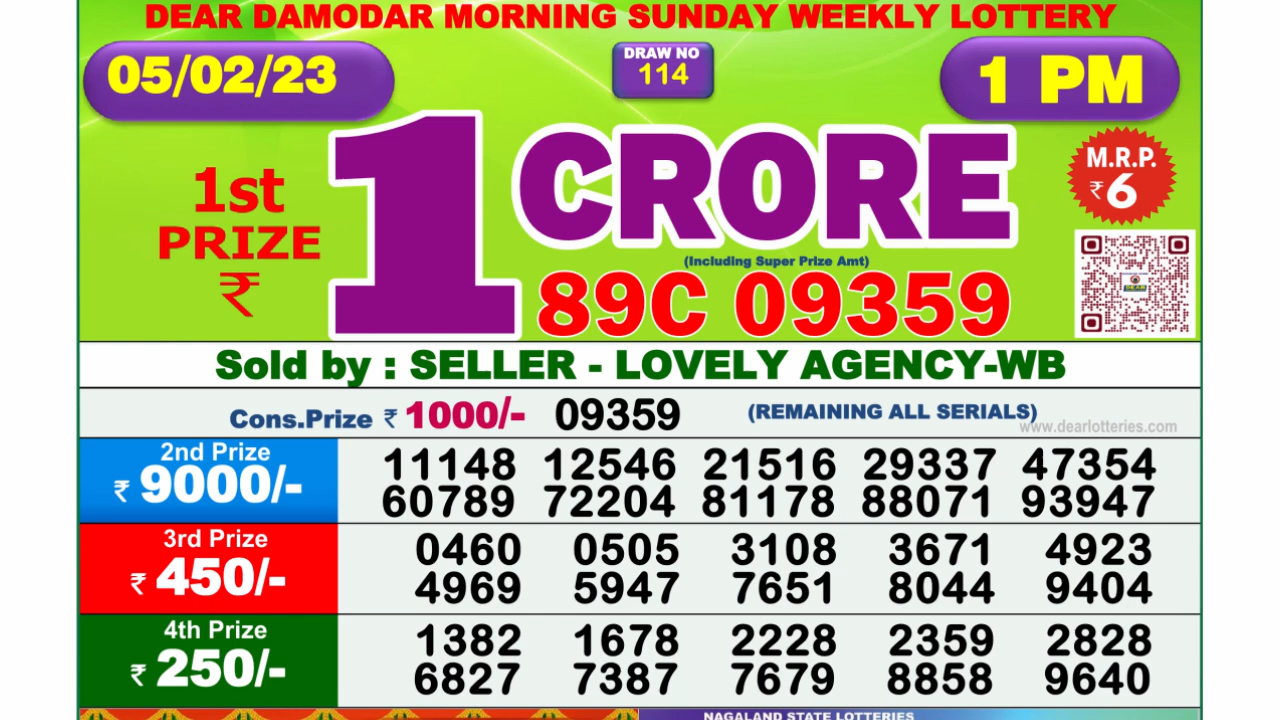 DEAR DAMODAR MORNING SUNDAY WEEKLY LOTTERY
05/02/23
DRAW NO
114
1 PM
1st
PRIZE
₹
1 CRORE
(Including Super Prize Amt)
89C 09359
M.R.P.
₹ 6
Sold by : SELLER - LOVELY AGENCY-WB
Cons.Prize ₹ 1000/- 09359 (REMAINING ALL SERIALS)
www.dearlotteries.com
2nd Prize
₹ 9000/-
11148 12546 21516 29337 47354
60789 72204 81178 88071 93947
3rd Prize
₹ 450/-
0460 0505 3108 3671 4923
4969 5947 7651 8044 9404
4th Prize
₹ 250/-
1382 1678 2228 2359 2828
6827 7387 7679 8858 9640
NAGALAND STATE LOTTERIES